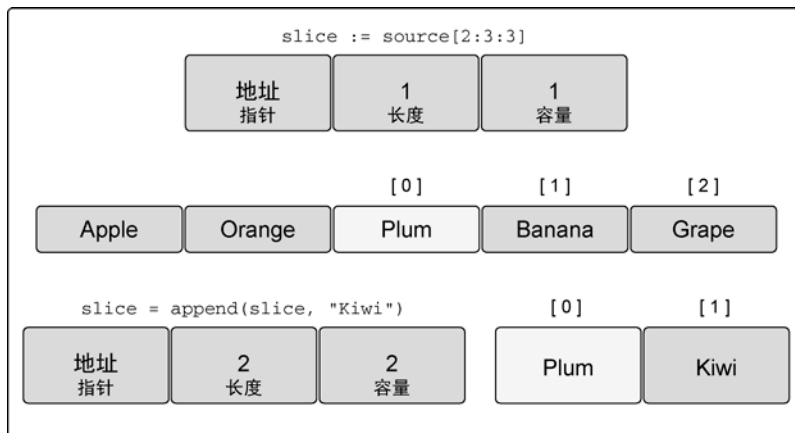 slice := source[2:3:3]
地址 1 1
指针 长度 容量
[0] [1] [2]
Apple Orange Plum Banana Grape
slice = append(slice, "Kiwi") [0] [1]
地址 2 2 Plum Kiwi
指针 长度 容量